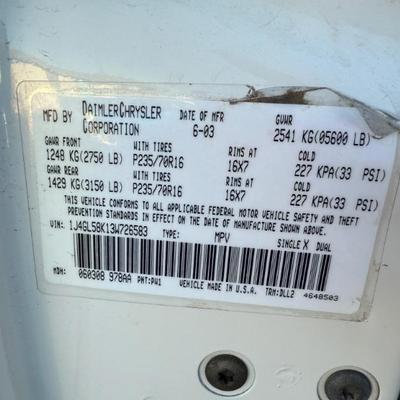 MFD BY DAIMLERCHRYSLER CORPORATION DATE OF MFR 6-03 GVWR 2541 KG(05600 LB)
GAWR FRONT WITH TIRES RIMS AT COLD
1248 KG(2750 LB) P235/70R16 16X7 227 KPA(33 PSI)
GAWR REAR WITH TIRES RIMS AT COLD
1429 KG(3150 LB) P235/70R16 16X7 227 KPA(33 PSI)
THIS VEHICLE CONFORMS TO ALL APPLICABLE FEDERAL MOTOR VEHICLE SAFETY AND THEFT
PREVENTION STANDARDS IN EFFECT ON THE DATE OF MANUFACTURE SHOWN ABOVE.
VIN: 1J4GL58K13W726583 TYPE: MPV SINGLE X DUAL
MDH: 060308 978AA PNT:PW1 VEHICLE MADE IN U.S.A. TRM:DLL2 4648503